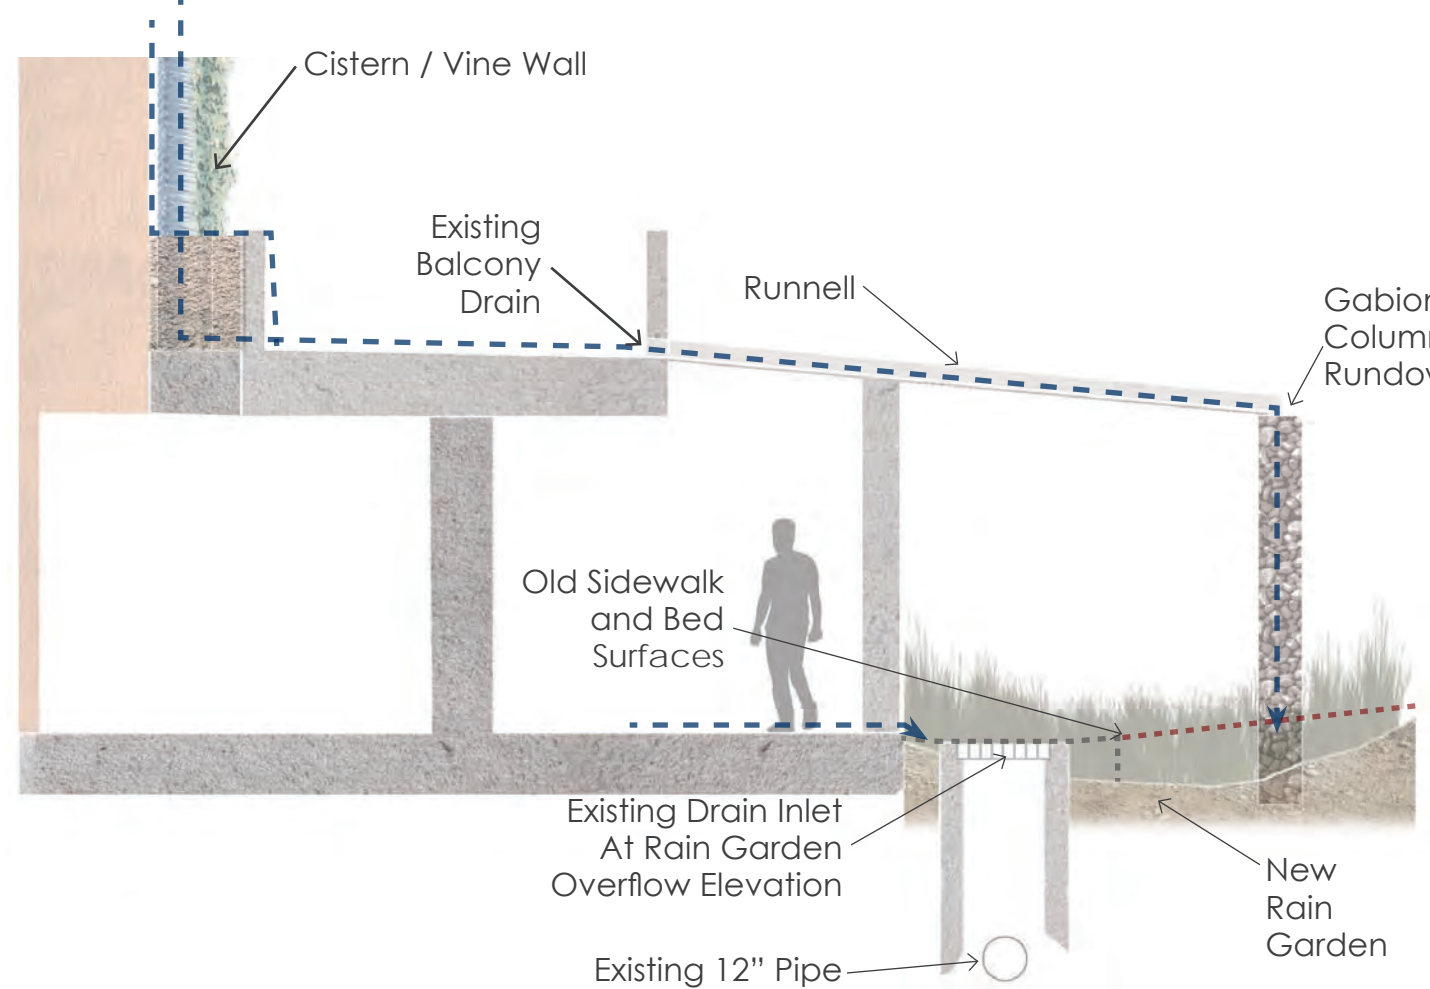 Cistern / Vine Wall
Existing
Balcony
Drain
Runnell
Old Sidewalk
and Bed
Surfaces
Existing Drain Inlet
At Rain Garden
Overflow Elevation
New
Rain
Garden
Existing 12” Pipe